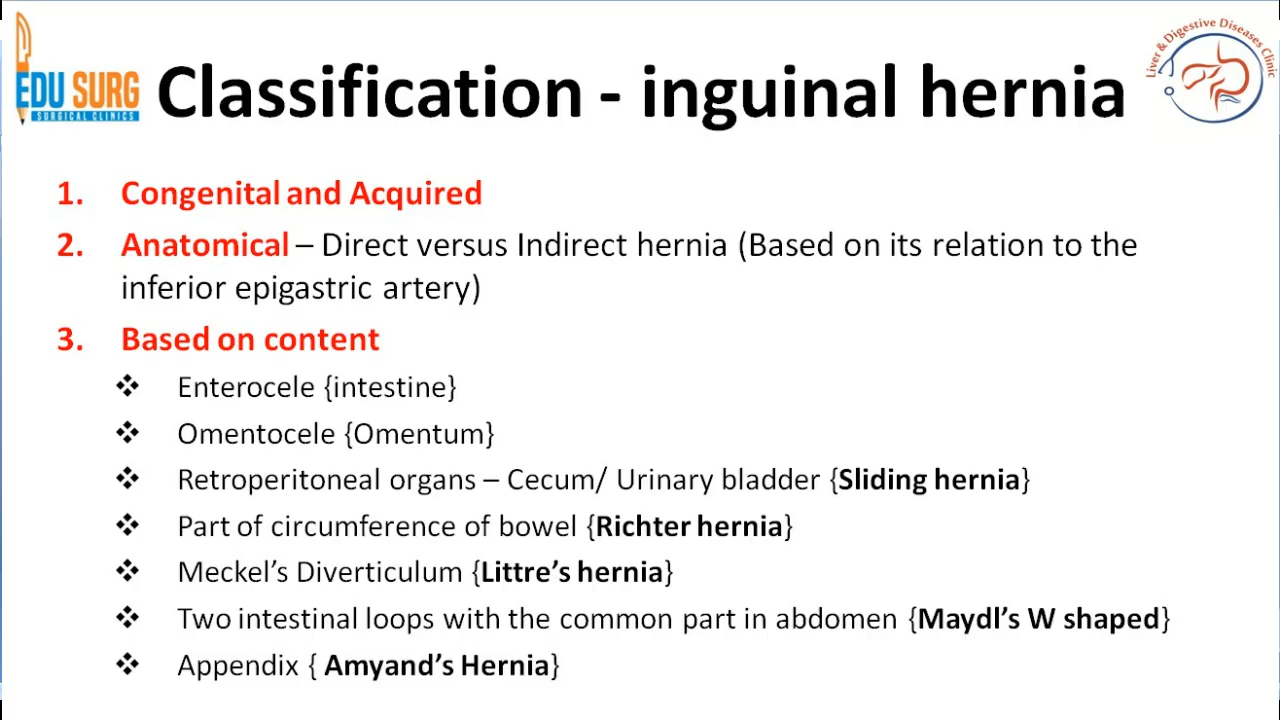 EDU SURG
SURGICAL CLINICS
Classification - inguinal hernia
Liver & Digestive Diseases Clinic
1. Congenital and Acquired
2. Anatomical – Direct versus Indirect hernia (Based on its relation to the
inferior epigastric artery)
3. Based on content
❖ Enterocele {intestine}
❖ Omentocele {Omentum}
❖ Retroperitoneal organs – Cecum/ Urinary bladder {Sliding hernia}
❖ Part of circumference of bowel {Richter hernia}
❖ Meckel’s Diverticulum {Littre’s hernia}
❖ Two intestinal loops with the common part in abdomen {Maydl’s W shaped}
❖ Appendix { Amyand’s Hernia}